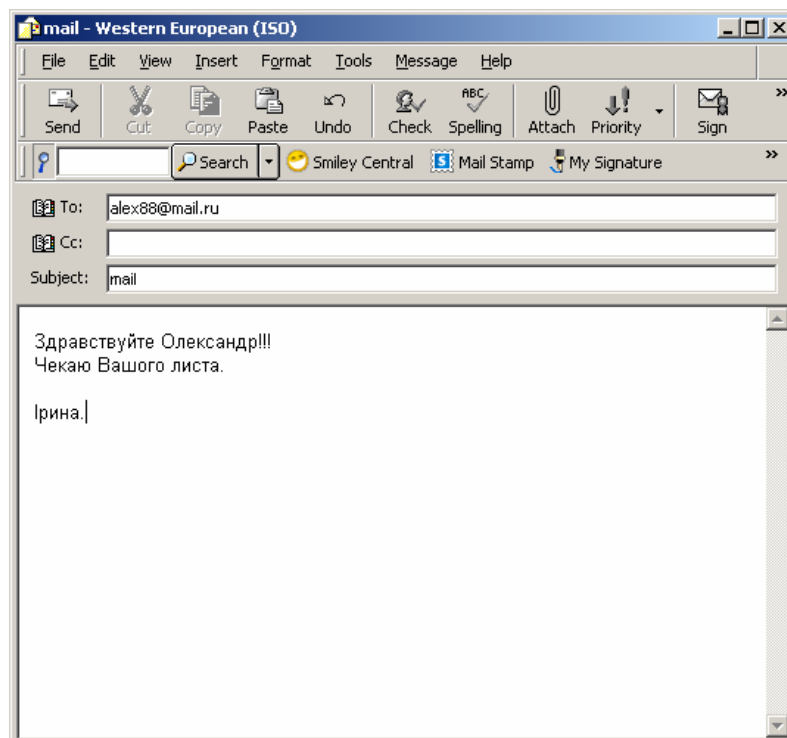 mail - Western European (ISO)
File Edit View Insert Format Tools Message Help
ABC
Send Cut Copy Paste Undo Check Spelling Attach Priority Sign
Search Smiley Central S Mail Stamp My Signature
To: alex88@mail.ru
Cc:
Subject: mail
Здравствуйте Олександр!!!
Чекаю Вашого листа.
Ірина.